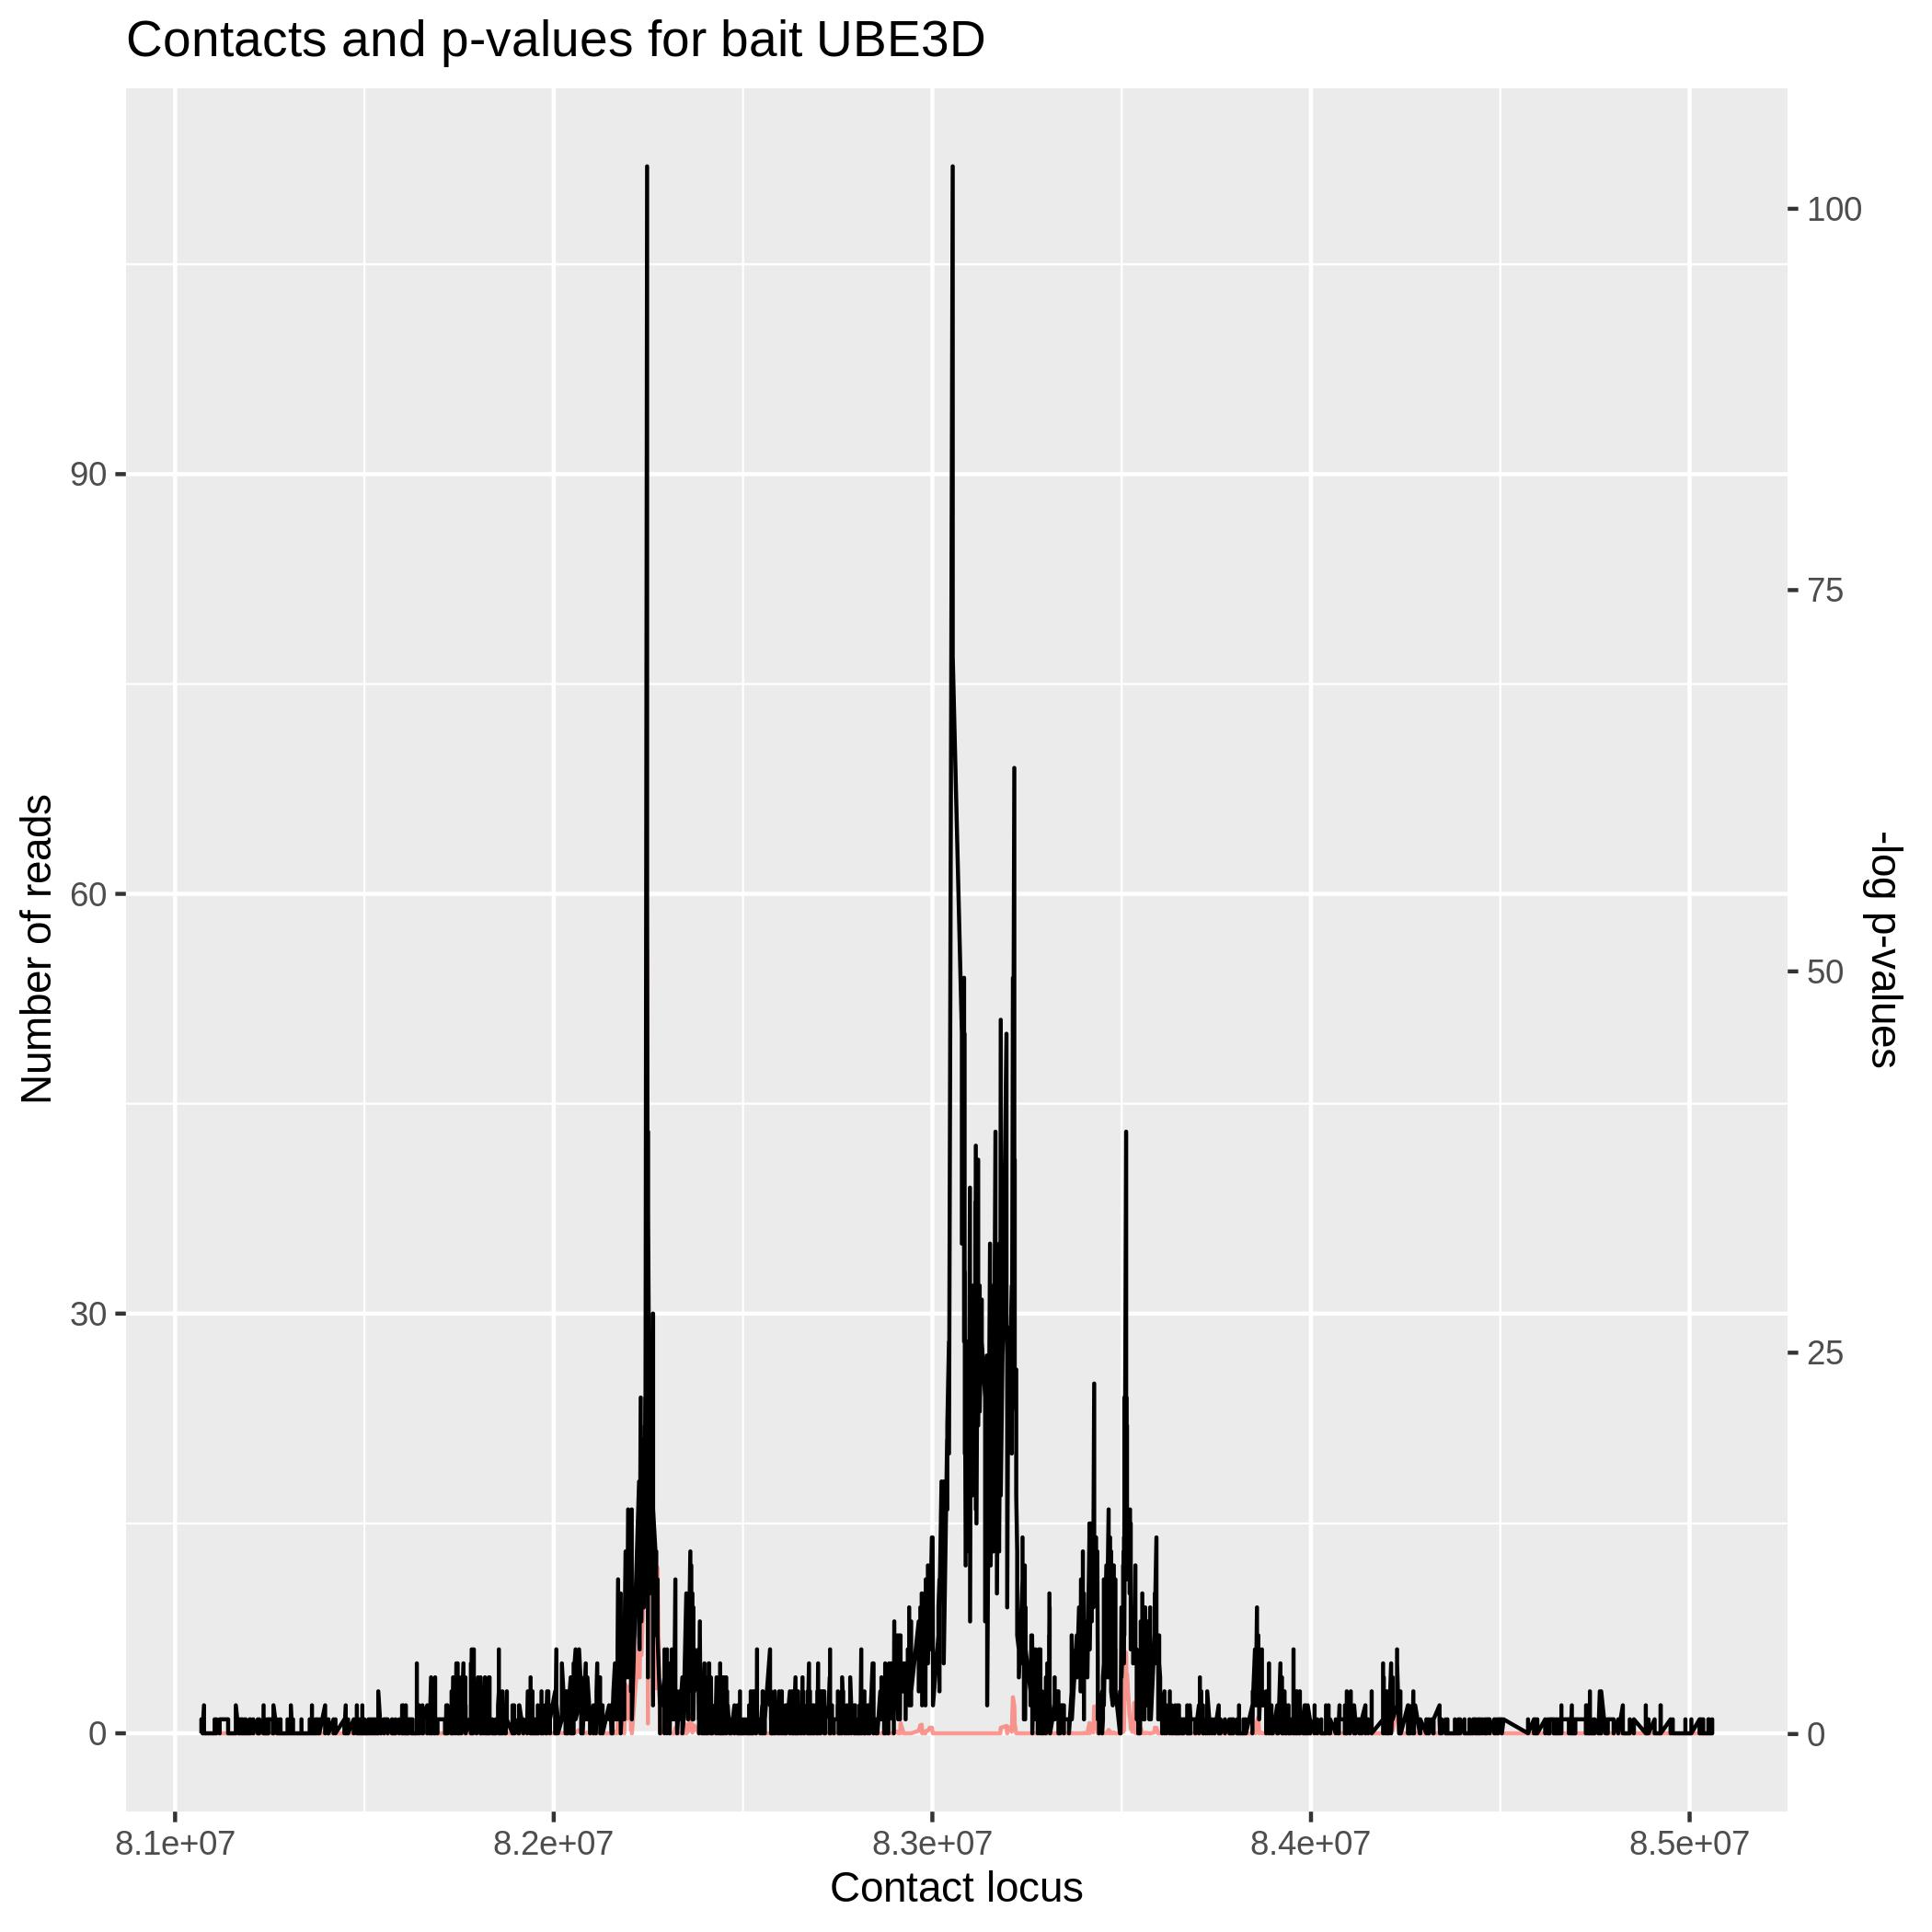 Contacts and p-values for bait UBE3D
Number of reads
90
60
30
0
100
75
50
25
0
-log p-values
8.1e+07 8.2e+07 8.3e+07 8.4e+07 8.5e+07
Contact locus